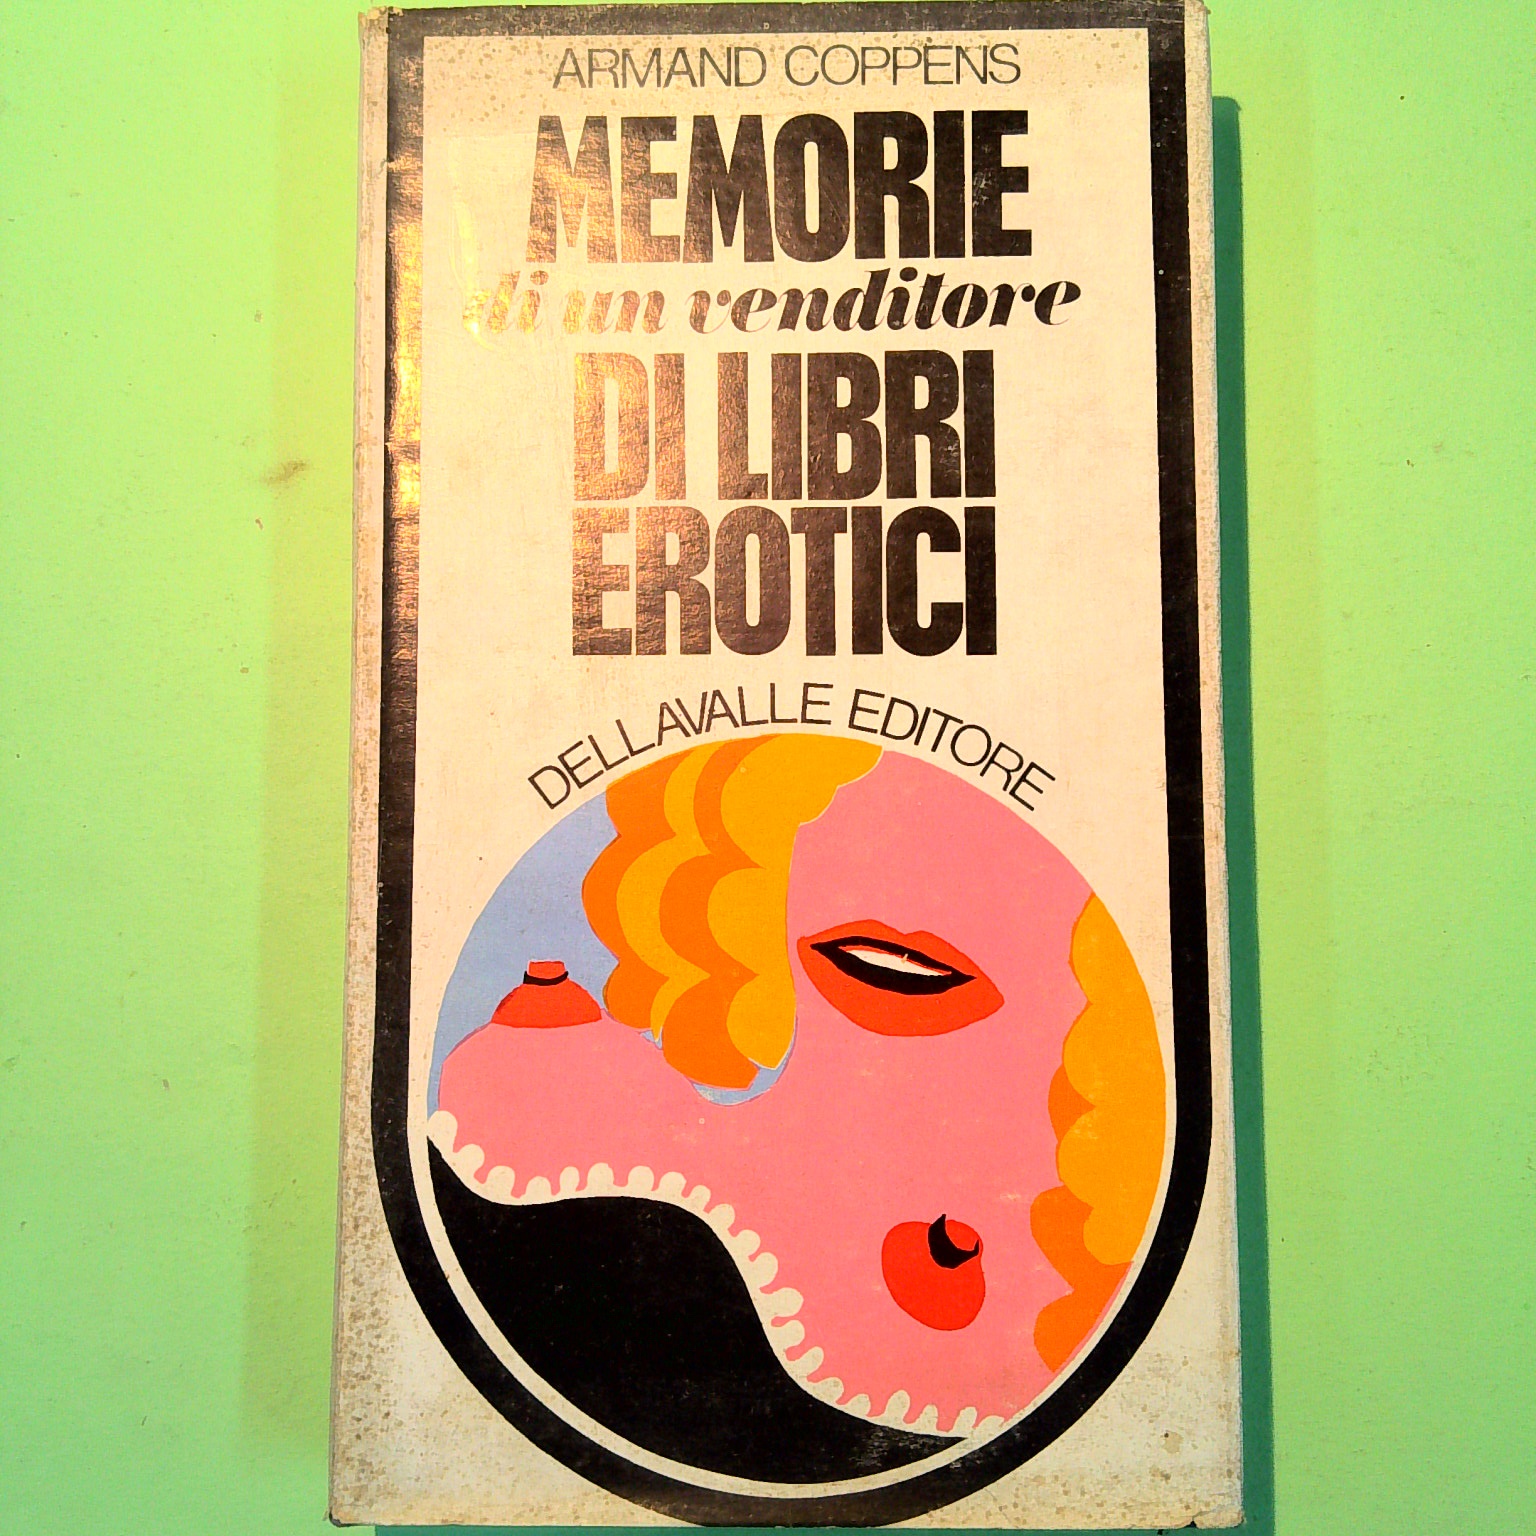 ARMAND COPPENS
MEMORIE
di un venditore
DI LIBRI
EROTICI
DELLAVALLE EDITORE